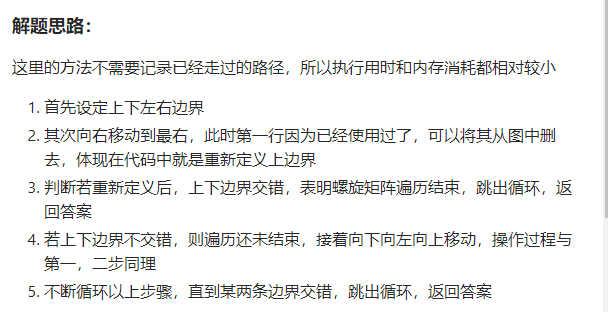 解题思路：
这里的方法不需要记录已经走过的路径，所以执行用时和内存消耗都相对较小
1. 首先设定上下左右边界
2. 其次向右移动到最右，此时第一行因为已经使用过了，可以将其从图中删
去，体现在代码中就是重新定义上边界
3. 判断若重新定义后，上下边界交错，表明螺旋矩阵遍历结束，跳出循环，返
回答案
4. 若上下边界不交错，则遍历还未结束，接着向下向左向上移动，操作过程与
第一，二步同理
5. 不断循环以上步骤，直到某两条边界交错，跳出循环，返回答案